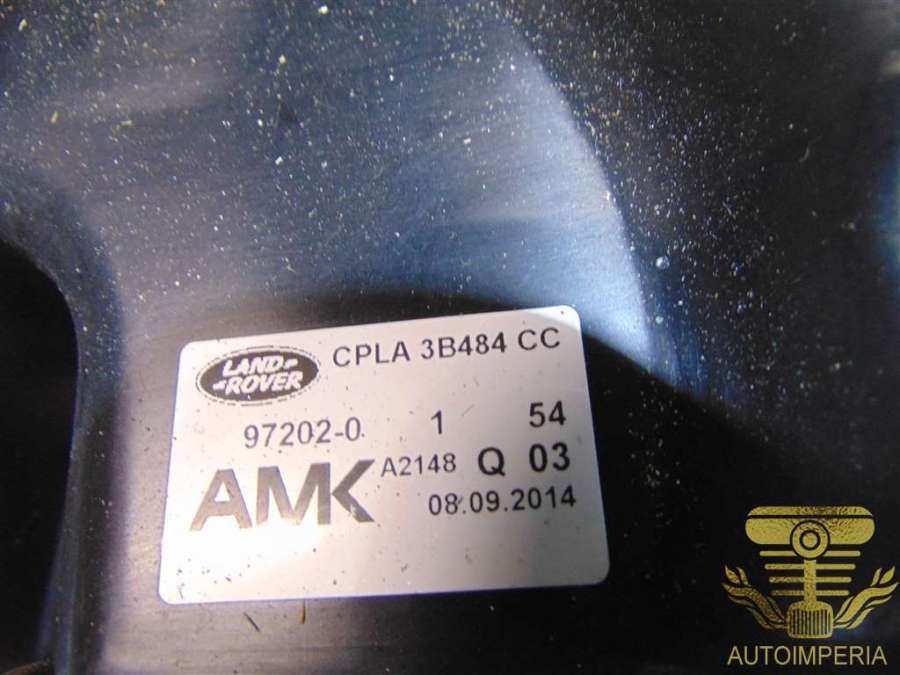 LAND ROVER CPLA 3B484 CC
97202-0 1 54
AMK A2148 Q 03
08.09.2014
AUTOIMPERIA